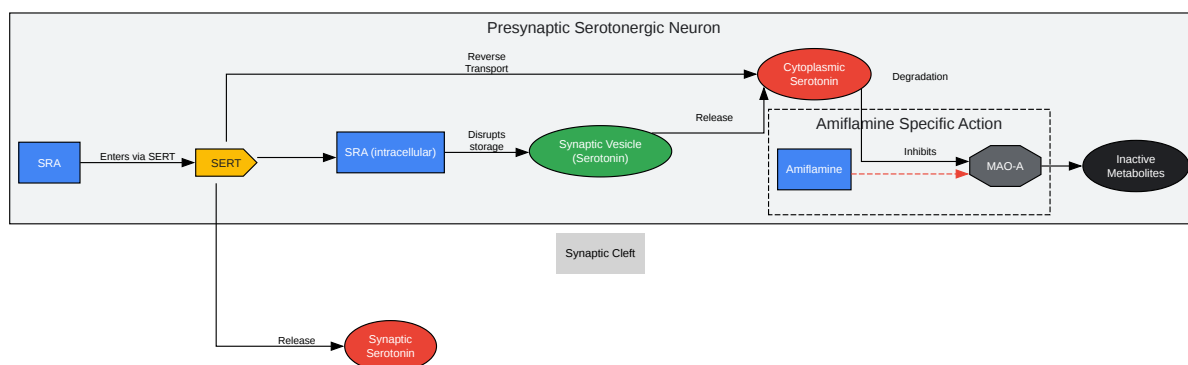 Presynaptic Serotonergic Neuron
Reverse
Transport
Cytoplasmic
Serotonin
Degradation
Release
Amiflamine Specific Action
SRA
Enters via SERT
SERT
SRA (intracellular)
Disrupts
storage
Synaptic Vesicle
(Serotonin)
Inhibits
Amiflamine
MAO-A
Inactive
Metabolites
Synaptic Cleft
Release
Synaptic
Serotonin